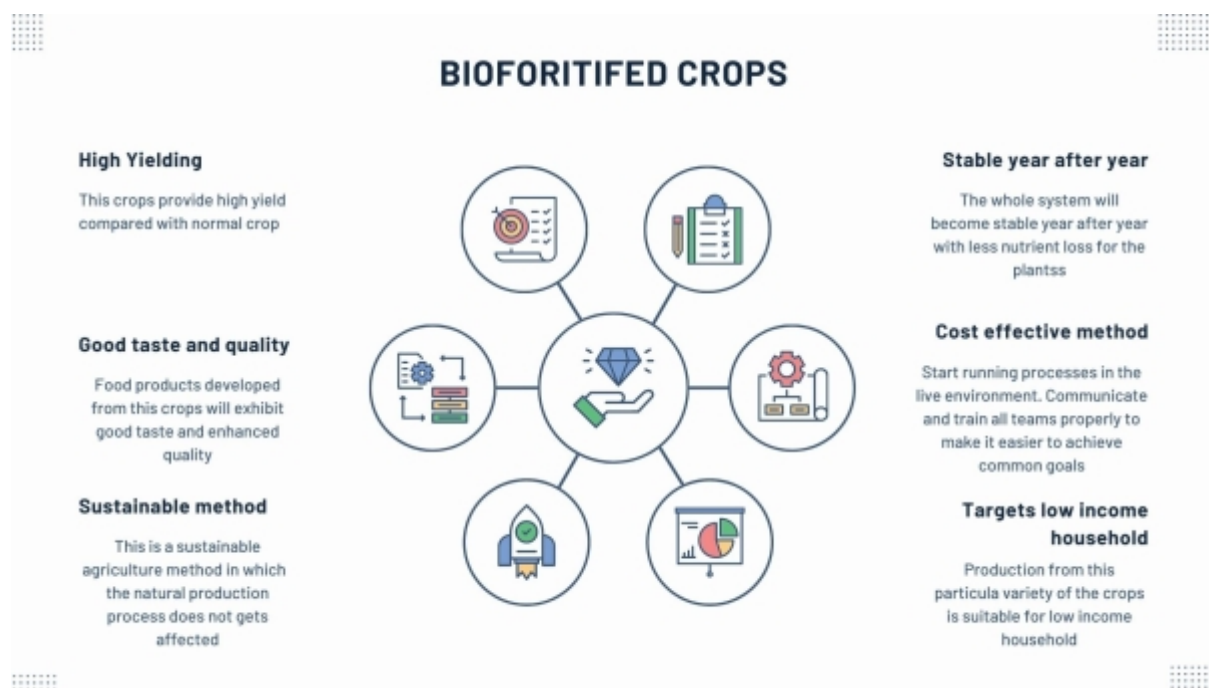 BIOFORITIFED CROPS
High Yielding
This crops provide high yield
compared with normal crop
Good taste and quality
Food products developed
from this crops will exhibit
good taste and enhanced
quality
Sustainable method
This is a sustainable
agriculture method in which
the natural production
process does not gets
affected
Stable year after year
The whole system will
become stable year after year
with less nutrient loss for the
plantss
Cost effective method
Start running processes in the
live environment. Communicate
and train all teams properly to
make it easier to achieve
common goals
Targets low income
household
Production from this
particula variety of the crops
is suitable for low income
household